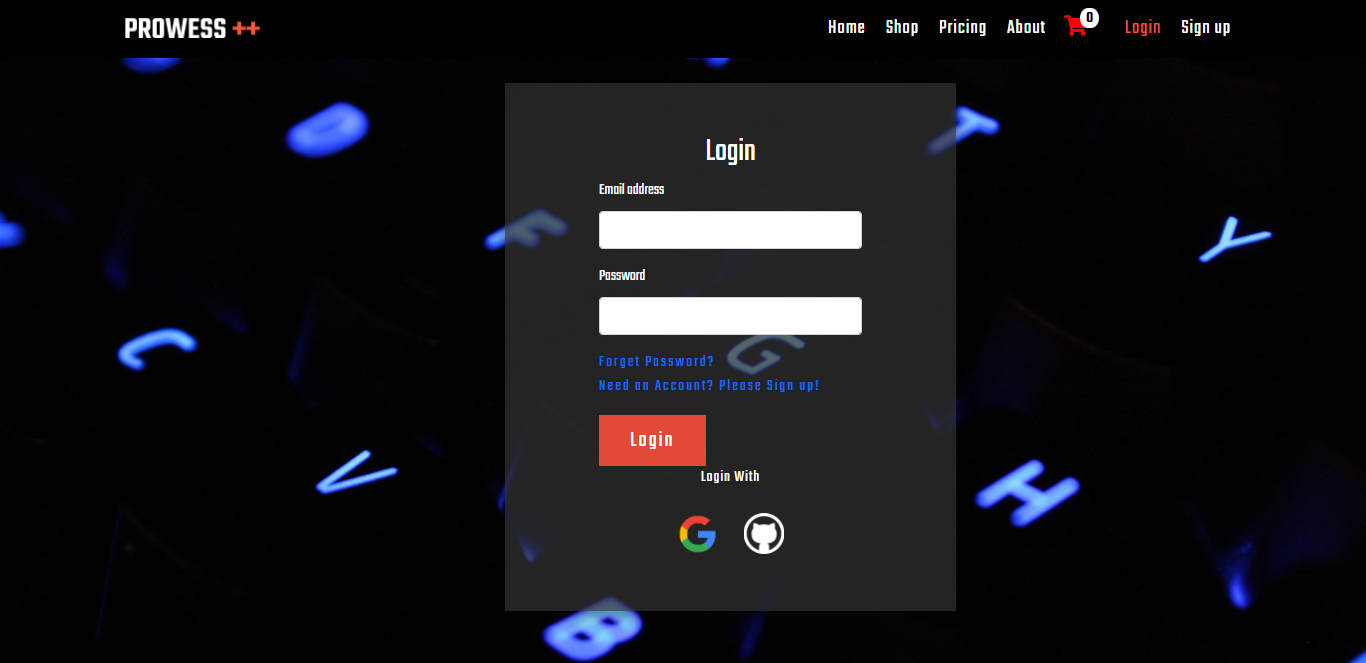 PROWESS ++
Home Shop Pricing About 0 Login Sign up
Login
Email address
Password
Forget Password?
Need an Account? Please Sign up!
Login
Login With
T
F
Y
C
G
V
H
B